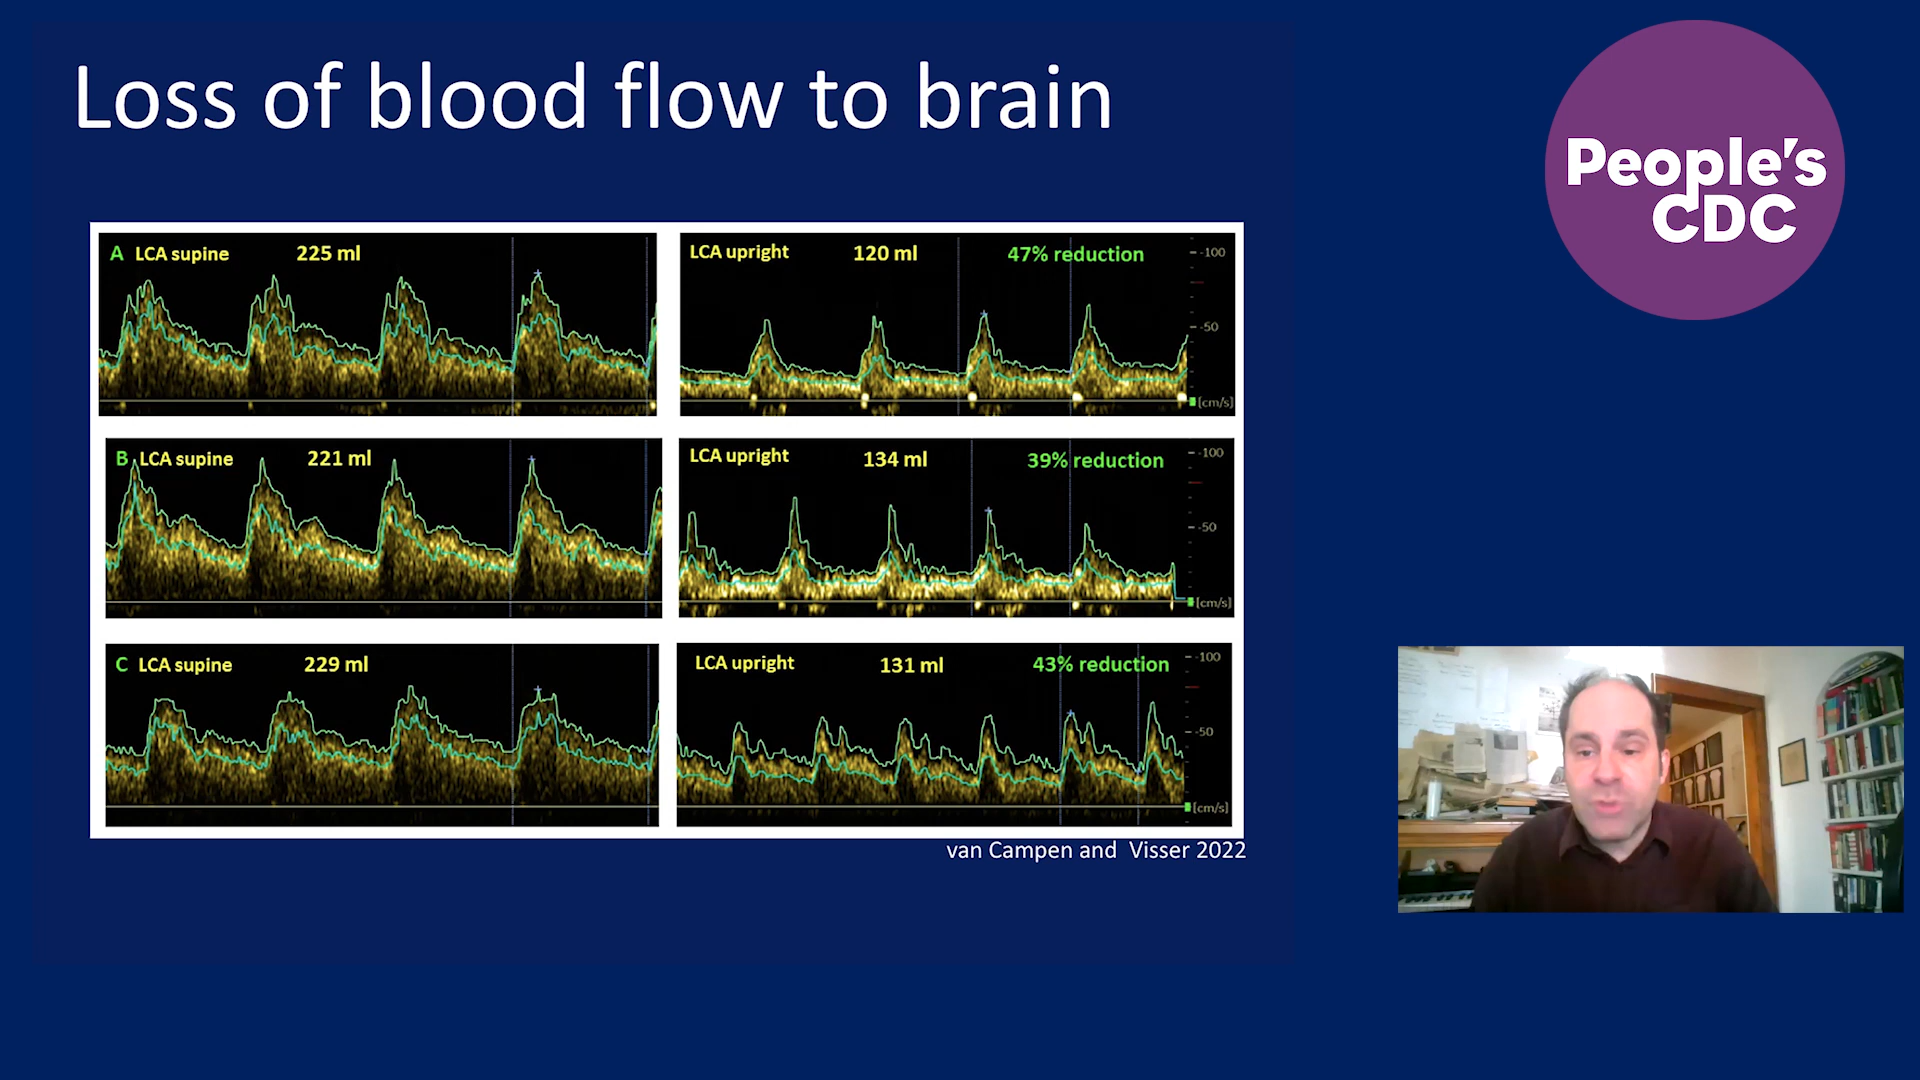 Loss of blood flow to brain
People's
CDC
A LCA supine 225 ml
LCA upright 120 ml 47% reduction
-100
-50
[cm/s]
B LCA supine 221 ml
LCA upright 134 ml 39% reduction
-100
-50
[cm/s]
C LCA supine 229 ml
LCA upright 131 ml 43% reduction
-100
-50
[cm/s]
van Campen and Visser 2022